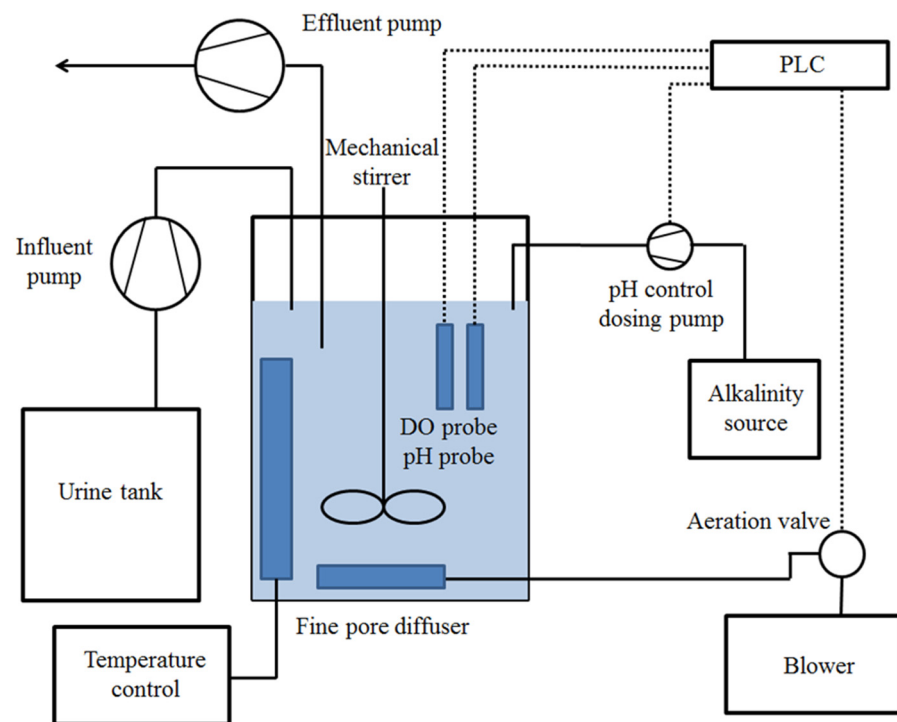 Effluent pump
PLC
Mechanical
stirrer
Influent
pump
pH control
dosing pump
Alkalinity
source
DO probe
pH probe
Urine tank
Aeration valve
Fine pore diffuser
Temperature
control
Blower